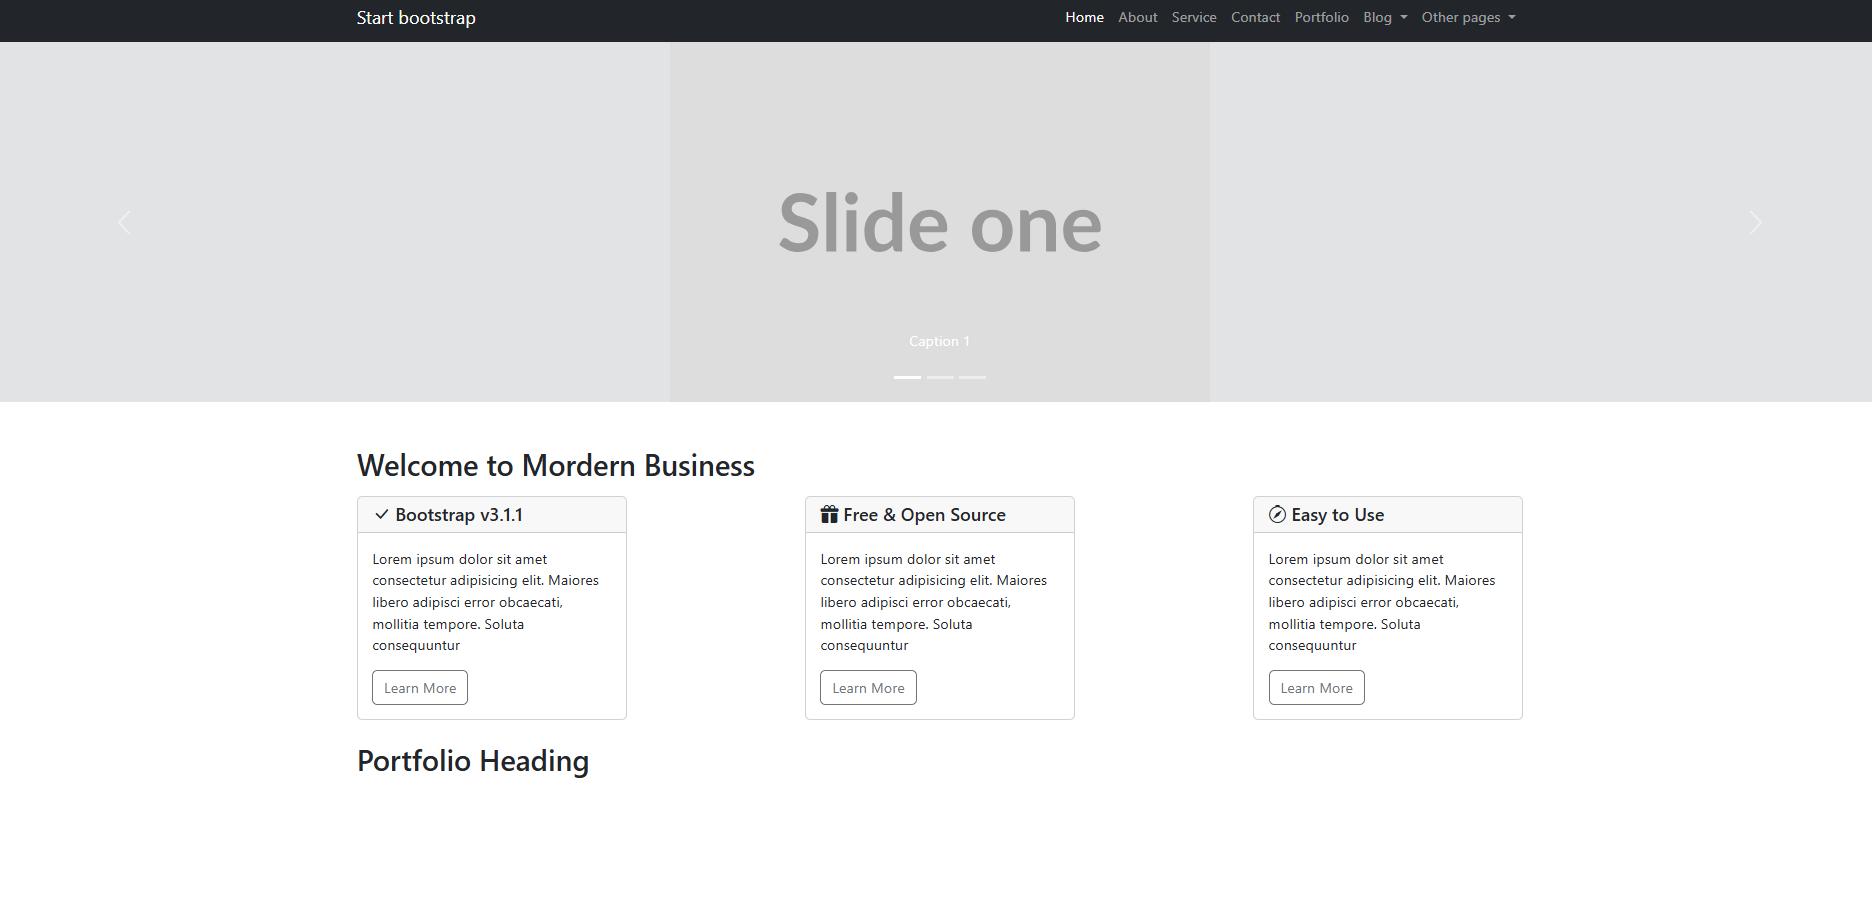 Start bootstrap
Home About Service Contact Portfolio Blog Other pages
Slide one
Caption 1
Welcome to Mordern Business
Bootstrap v3.1.1
Lorem ipsum dolor sit amet
consectetur adipisicing elit. Maiores
libero adipisci error obcaecati,
mollitia tempore. Soluta
consequuntur
Learn More
Free & Open Source
Lorem ipsum dolor sit amet
consectetur adipisicing elit. Maiores
libero adipisci error obcaecati,
mollitia tempore. Soluta
consequuntur
Learn More
Easy to Use
Lorem ipsum dolor sit amet
consectetur adipisicing elit. Maiores
libero adipisci error obcaecati,
mollitia tempore. Soluta
consequuntur
Learn More
Portfolio Heading